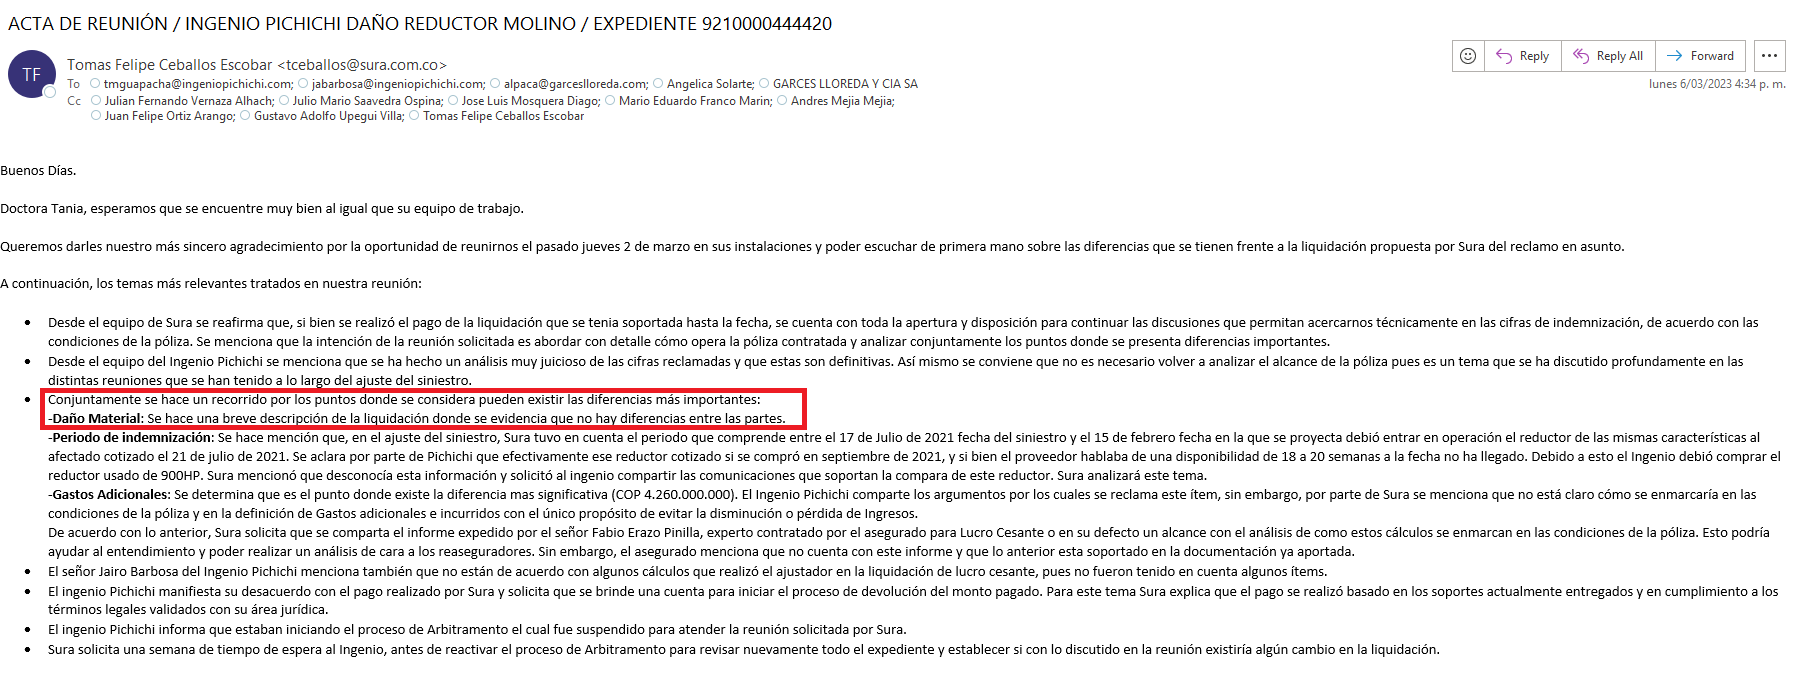 ACTA DE REUNIÓN / INGENIO PICHICHI DAÑO REDUCTOR MOLINO / EXPEDIENTE 9210000444420
TF
Tomas Felipe Ceballos Escobar <tceballos@sura.com.co>
Reply
Reply All
Forward
To tmguapacha@ingeniopichichi.com; jabarbosa@ingeniopichichi.com; alpaca@garceslloreda.com; Angelica Solarte; GARCES LLOREDA Y CIA SA
lunes 6/03/2023 4:34 p. m.
Cc Julian Fernando Vernaza Alhach; Julio Mario Saavedra Ospina; Jose Luis Mosquera Diago; Mario Eduardo Franco Marin; Andres Mejia Mejia;
Juan Felipe Ortiz Arango; Gustavo Adolfo Upegui Villa; Tomas Felipe Ceballos Escobar
Buenos Días.
Doctora Tania, esperamos que se encuentre muy bien al igual que su equipo de trabajo.
Queremos darles nuestro más sincero agradecimiento por la oportunidad de reunirnos el pasado jueves 2 de marzo en sus instalaciones y poder escuchar de primera mano sobre las diferencias que se tienen frente a la liquidación propuesta por Sura del reclamo en asunto.
A continuación, los temas más relevantes tratados en nuestra reunión:
• Desde el equipo de Sura se reafirma que, si bien se realizó el pago de la liquidación que se tenia soportada hasta la fecha, se cuenta con toda la apertura y disposición para continuar las discusiones que permitan acercarnos técnicamente en las cifras de indemnización, de acuerdo con las
condiciones de la póliza. Se menciona que la intención de la reunión solicitada es abordar con detalle cómo opera la póliza contratada y analizar conjuntamente los puntos donde se presenta diferencias importantes.
• Desde el equipo del Ingenio Pichichi se menciona que se ha hecho un análisis muy juicioso de las cifras reclamadas y que estas son definitivas. Así mismo se conviene que no es necesario volver a analizar el alcance de la póliza pues es un tema que se ha discutido profundamente en las
distintas reuniones que se han tenido a lo largo del ajuste del siniestro.
• Conjuntamente se hace un recorrido por los puntos donde se considera pueden existir las diferencias más importantes:
-Daño Material: Se hace una breve descripción de la liquidación donde se evidencia que no hay diferencias entre las partes.
-Periodo de indemnización: Se hace mención que, en el ajuste del siniestro, Sura tuvo en cuenta el periodo que comprende entre el 17 de Julio de 2021 fecha del siniestro y el 15 de febrero fecha en la que se proyecta debió entrar en operación el reductor de las mismas características al
afectado cotizado el 21 de julio de 2021. Se aclara por parte de Pichichi que efectivamente ese reductor cotizado si se compró en septiembre de 2021, y si bien el proveedor hablaba de una disponibilidad de 18 a 20 semanas a la fecha no ha llegado. Debido a esto el Ingenio debió comprar el
reductor usado de 900HP. Sura mencionó que desconocía esta información y solicitó al ingenio compartir las comunicaciones que soportan la compara de este reductor. Sura analizará este tema.
-Gastos Adicionales: Se determina que es el punto donde existe la diferencia mas significativa (COP 4.260.000.000). El Ingenio Pichichi comparte los argumentos por los cuales se reclama este ítem, sin embargo, por parte de Sura se menciona que no está claro cómo se enmarcaría en las
condiciones de la póliza y en la definición de Gastos adicionales e incurridos con el único propósito de evitar la disminución o pérdida de Ingresos.
De acuerdo con lo anterior, Sura solicita que se comparta el informe expedido por el señor Fabio Erazo Pinilla, experto contratado por el asegurado para Lucro Cesante o en su defecto un alcance con el análisis de como estos cálculos se enmarcan en las condiciones de la póliza. Esto podría
ayudar al entendimiento y poder realizar un análisis de cara a los reaseguradores. Sin embargo, el asegurado menciona que no cuenta con este informe y que lo anterior esta soportado en la documentación ya aportada.
• El señor Jairo Barbosa del Ingenio Pichichi menciona también que no están de acuerdo con algunos cálculos que realizó el ajustador en la liquidación de lucro cesante, pues no fueron tenido en cuenta algunos ítems.
• El ingenio Pichichi manifiesta su desacuerdo con el pago realizado por Sura y solicita que se brinde una cuenta para iniciar el proceso de devolución del monto pagado. Para este tema Sura explica que el pago se realizó basado en los soportes actualmente entregados y en cumplimiento a los
términos legales validados con su área jurídica.
• El ingenio Pichichi informa que estaban iniciando el proceso de Arbitramento el cual fue suspendido para atender la reunión solicitada por Sura.
• Sura solicita una semana de tiempo de espera al Ingenio, antes de reactivar el proceso de Arbitramento para revisar nuevamente todo el expediente y establecer si con lo discutido en la reunión existiría algún cambio en la liquidación.